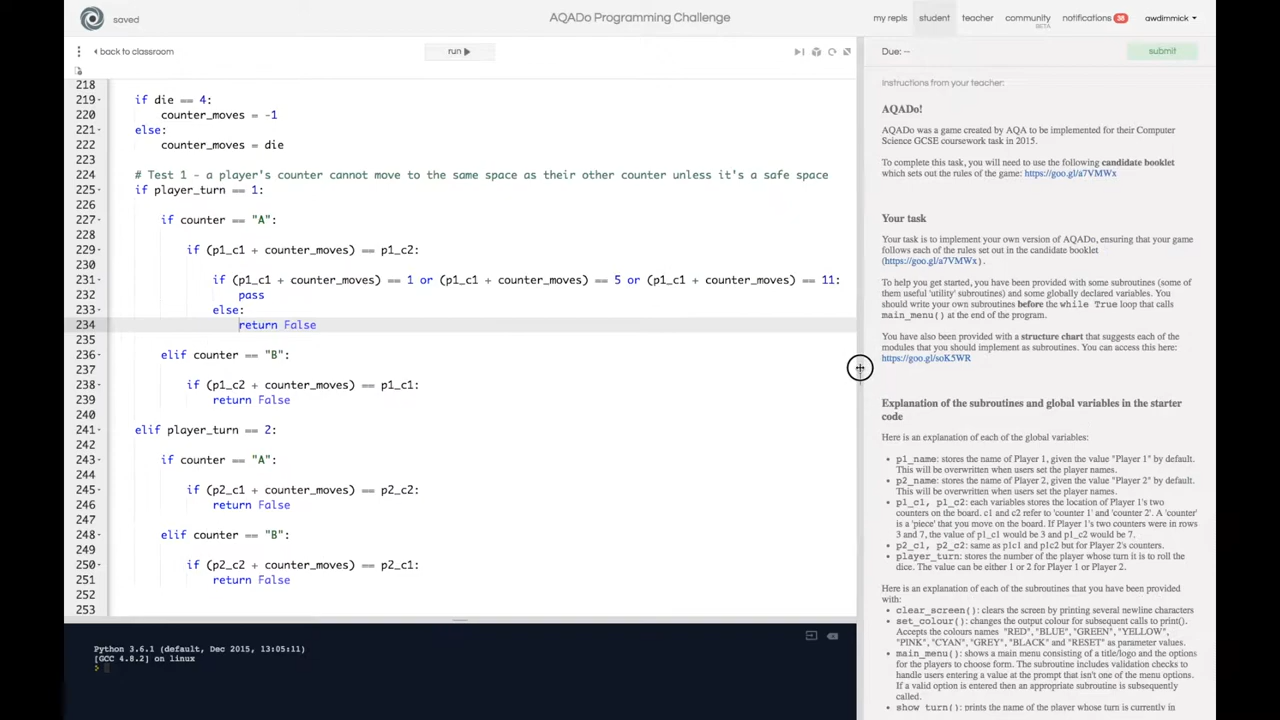 saved
AQADo Programming Challenge
my repls
student
teacher
community
BETA
notifications 38
awdimmick
back to classroom
run
Due: --
submit
218
219 if die == 4:
220 counter_moves = -1
221 else:
222 counter_moves = die
223
224 # Test 1 - a player's counter cannot move to the same space as their other counter unless it's a safe space
225 if player_turn == 1:
226
227 if counter == "A":
228
229 if (p1_c1 + counter_moves) == p1_c2:
230
231 if (p1_c1 + counter_moves) == 1 or (p1_c1 + counter_moves) == 5 or (p1_c1 + counter_moves) == 11:
232 pass
233 else:
234 return False
235
236 elif counter == "B":
237
238 if (p1_c2 + counter_moves) == p1_c1:
239 return False
240
241 elif player_turn == 2:
242
243 if counter == "A":
244
245 if (p2_c1 + counter_moves) == p2_c2:
246 return False
247
248 elif counter == "B":
249
250 if (p2_c2 + counter_moves) == p2_c1:
251 return False
252
253
Python 3.6.1 (default, Dec 2015, 13:05:11)
[GCC 4.8.2] on linux
>
Instructions from your teacher:
AQADo!
AQADo was a game created by AQA to be implemented for their Computer
Science GCSE coursework task in 2015.
To complete this task, you will need to use the following candidate booklet
which sets out the rules of the game: https://goo.gl/a7VMWx
Your task
Your task is to implement your own version of AQADo, ensuring that your game
follows each of the rules set out in the candidate booklet
(https://goo.gl/a7VMWx).
To help you get started, you have been provided with some subroutines (some of
them useful 'utility' subroutines) and some globally declared variables. You
should write your own subroutines before the while True loop that calls
main_menu() at the end of the program.
You have also been provided with a structure chart that suggests each of the
modules that you should implement as subroutines. You can access this here:
https://goo.gl/soK5WR
Explanation of the subroutines and global variables in the starter
code
Here is an explanation of each of the global variables:
• p1_name: stores the name of Player 1, given the value "Player 1" by default.
This will be overwritten when users set the player names.
• p2_name: stores the name of Player 2, given the value "Player 2" by default.
This will be overwritten when users set the player names.
• p1_c1, p1_c2: each variables stores the location of Player 1's two
counters on the board. c1 and c2 refer to 'counter 1' and 'counter 2'. A 'counter'
is a 'piece' that you move on the board. If Player 1's two counters were in rows
3 and 7, the value of p1_c1 would be 3 and p1_c2 would be 7.
• p2_c1, p2_c2: same as p1c1 and p1c2 but for Player 2's counters.
• player_turn: stores the number of the player whose turn it is to roll the
dice. The value can be either 1 or 2 for Player 1 or Player 2.
Here is an explanation of each of the subroutines that you have been provided
with:
• clear_screen(): clears the screen by printing several newline characters
• set_colour(): changes the output colour for subsequent calls to print().
Accepts the colours names "RED", "BLUE", "GREEN", "YELLOW",
"PINK", "CYAN", "GREY", "BLACK" and "RESET" as parameter values.
• main_menu(): shows a main menu consisting of a title/logo and the options
for the players to choose form. The subroutine includes validation checks to
handle users entering a value at the prompt that isn't one of the menu options.
If a valid option is entered then an appropriate subroutine is subsequently
called.
• show_turn(): prints the name of the player whose turn is currently in